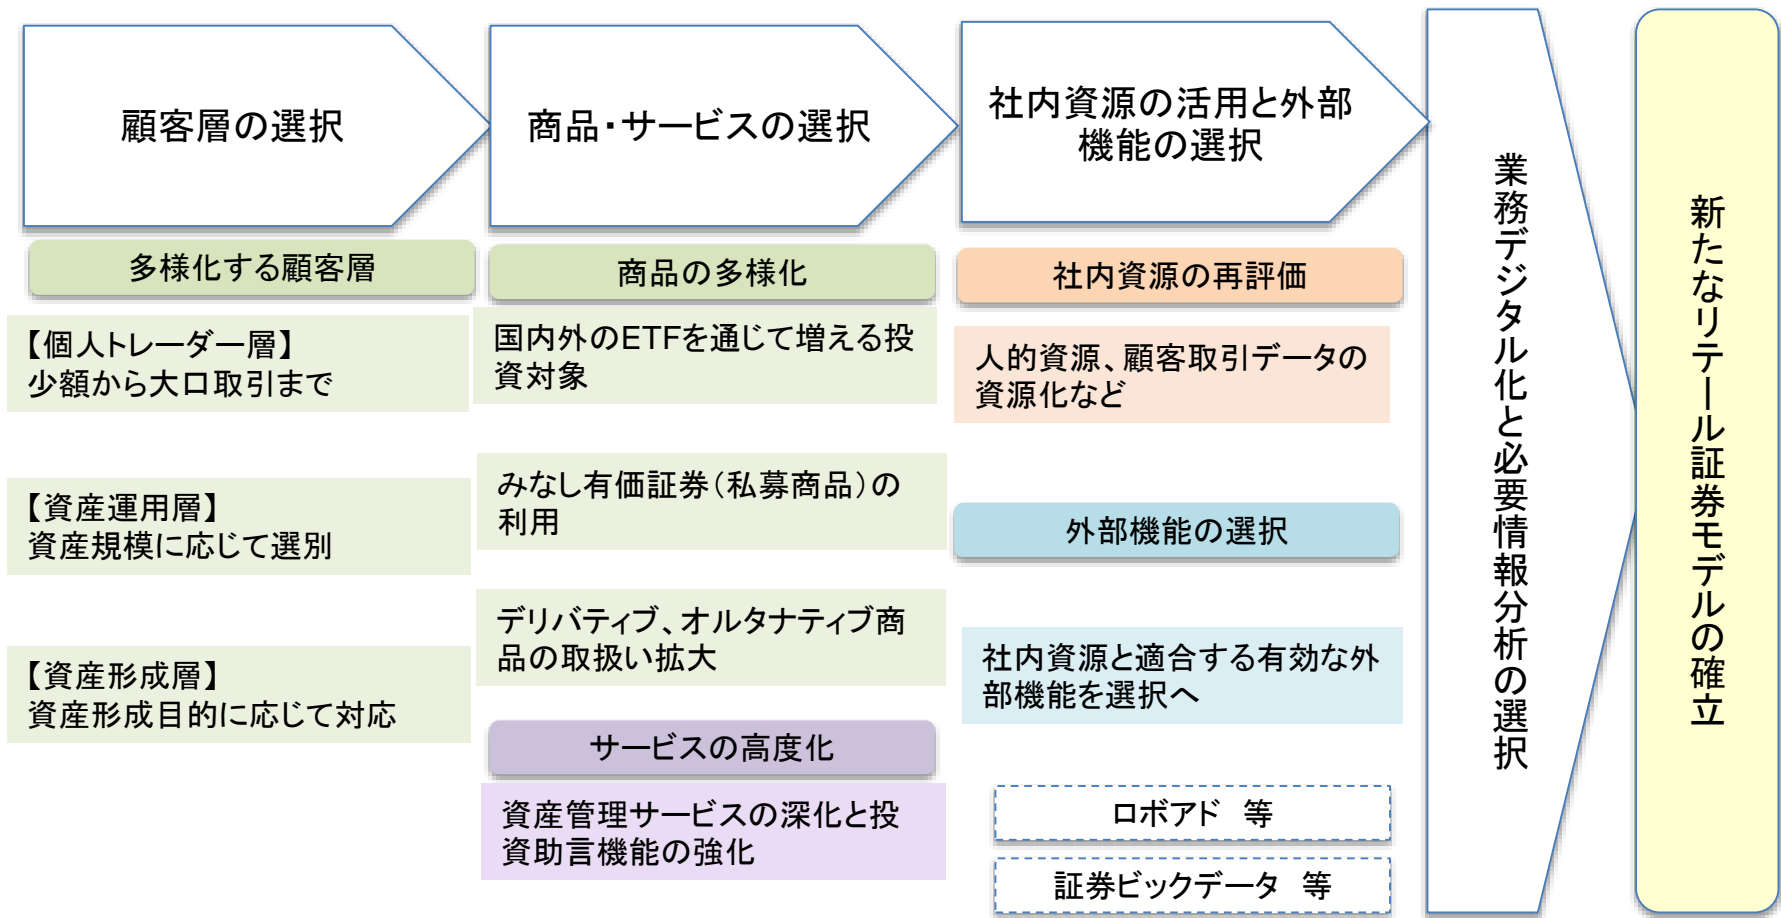 顧客層の選択
多様化する顧客層
【個人トレーダー層】
少額から大口取引まで
【資産運用層】
資産規模に応じて選別
【資産形成層】
資産形成目的に応じて対応
商品・サービスの選択
商品の多様化
国内外のETFを通じて増える投
資対象
みなし有価証券（私募商品）の
利用
デリバティブ、オルタナティブ商
品の取扱い拡大
サービスの高度化
資産管理サービスの深化と投
資助言機能の強化
社内資源の活用と外部
機能の選択
社内資源の再評価
人的資源、顧客取引データの
資源化など
外部機能の選択
社内資源と適合する有効な外
部機能を選択へ
ロボアド　等
証券ビックデータ　等
業務デジタル化と必要情報分析の選択
新たなリテール証券モデルの確立